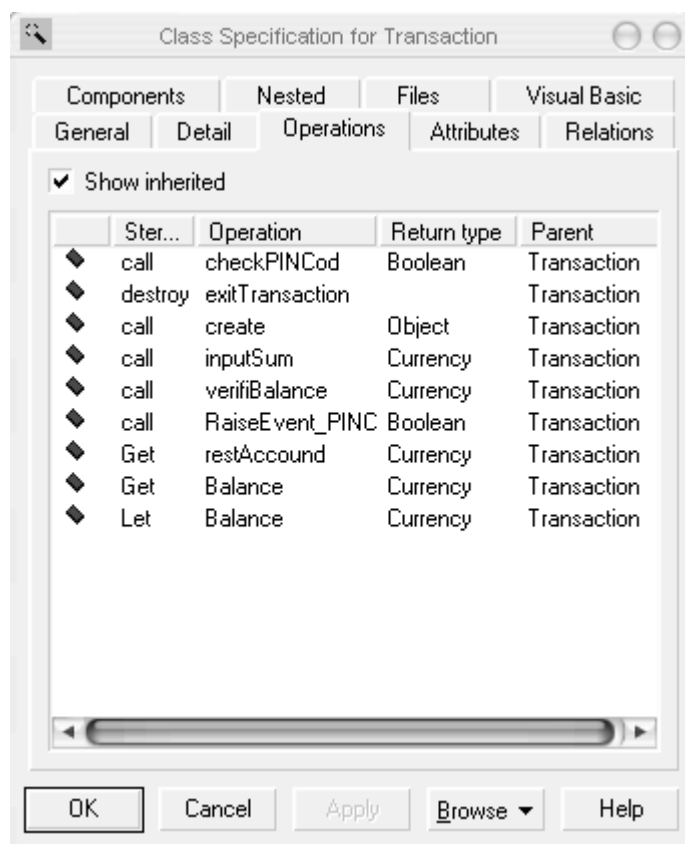 Class Specification for Transaction
Components Nested Files Visual Basic
General Detail Operations Attributes Relations
Show inherited
Ster... Operation Return type Parent
call checkPINCod Boolean Transaction
destroy exitTransaction Transaction
call create Object Transaction
call inputSum Currency Transaction
call verifiBalance Currency Transaction
call RaiseEvent_PINC Boolean Transaction
Get restAccound Currency Transaction
Get Balance Currency Transaction
Let Balance Currency Transaction
OK Cancel Apply Browse Help